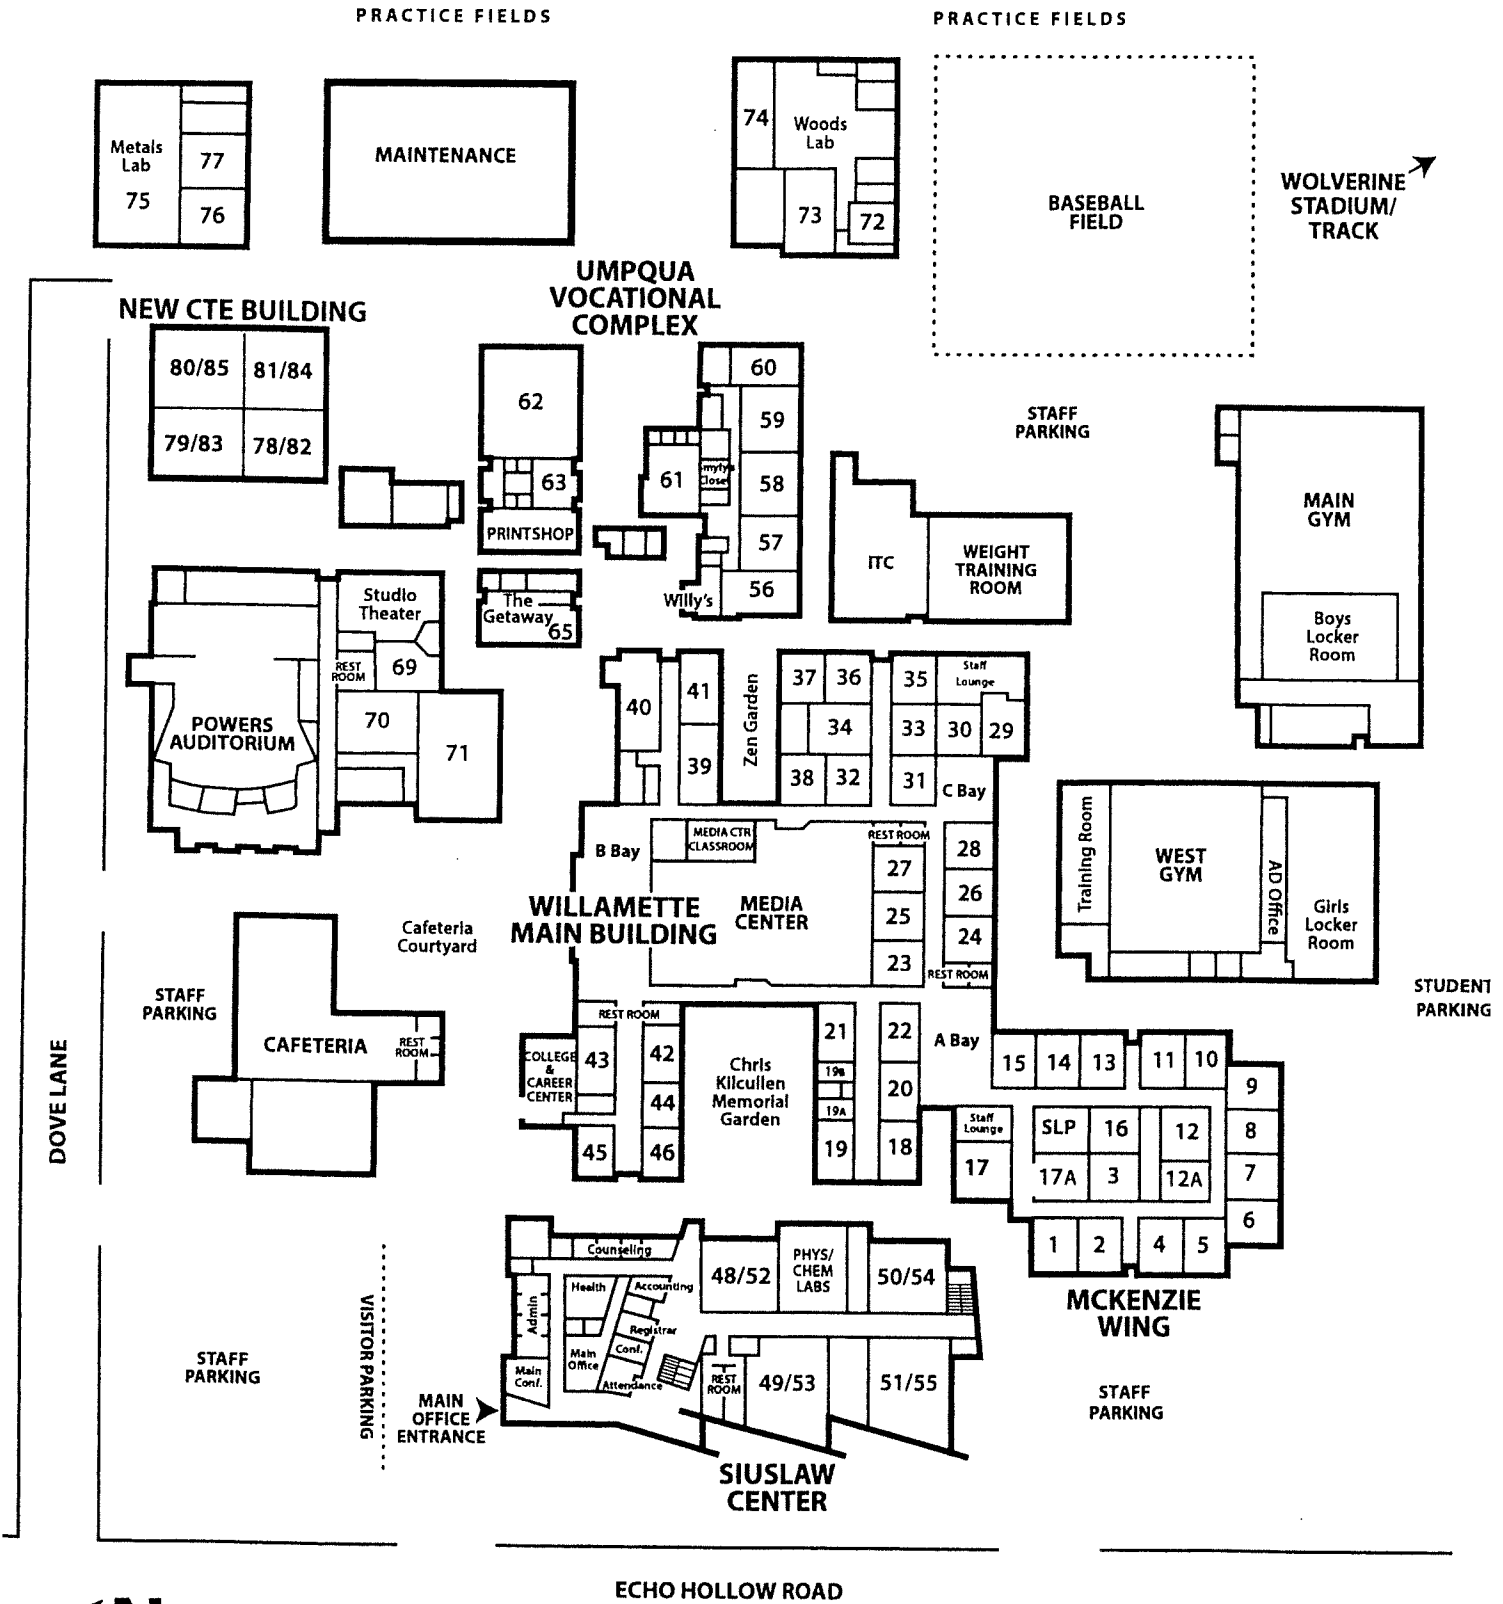 PRACTICE FIELDS
PRACTICE FIELDS
74
Woods
Lab
73
72
Metals
Lab
75
77
76
MAINTENANCE
BASEBALL
FIELD
WOLVERINE
STADIUM/
TRACK
UMPQUA
VOCATIONAL
COMPLEX
NEW CTE BUILDING
80/85
81/84
79/83
78/82
62
63
PRINTSHOP
The
Getaway
65
60
59
61
58
57
56
Willy's
STAFF
PARKING
ITC
WEIGHT
TRAINING
ROOM
MAIN
GYM
Boys
Locker
Room
Studio
Theater
REST
ROOM
69
70
71
POWERS
AUDITORIUM
40
41
39
Zen Garden
37
36
34
38
32
35
Staff
Lounge
33
30
29
31
C Bay
B Bay
MEDIA CTR
CLASSROOM
REST ROOM
27
25
23
28
26
24
REST ROOM
WILLAMETTE
MAIN BUILDING
MEDIA
CENTER
Training Room
WEST
GYM
AD Office
Girls
Locker
Room
STUDENT
PARKING
Cafeteria
Courtyard
STAFF
PARKING
CAFETERIA
REST
ROOM
DOVE LANE
REST ROOM
COLLEGE
&
CAREER
CENTER
43
42
44
45
46
Chris
Kilcullen
Memorial
Garden
21
19B
19A
19
22
20
18
A Bay
15
14
13
11
10
9
8
7
6
Staff
Lounge
17
SLP
16
17A
3
12
12A
1
2
4
5
MCKENZIE
WING
Counseling
Health
Accounting
Admin
Registrar
Main
Office
Conf.
Main
Conf.
Attendance
48/52
PHYS/
CHEM
LABS
50/54
REST
ROOM
49/53
51/55
VISITOR PARKING
STAFF
PARKING
MAIN
OFFICE
ENTRANCE
STAFF
PARKING
SIUSLAW
CENTER
ECHO HOLLOW ROAD